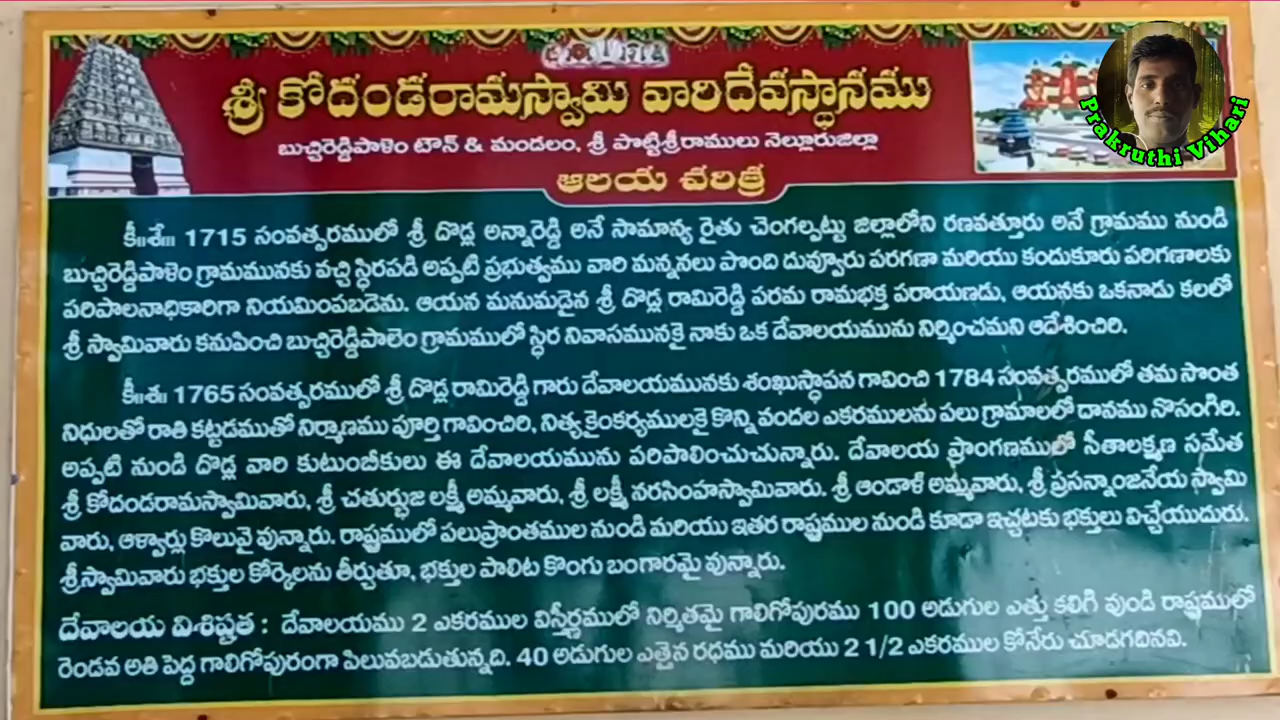 శ్రీ కోదండరామస్వామి వారిదేవస్థానము
బుచ్చిరెడ్డిపాళెం టౌన్ & మండలం, శ్రీ పొట్టిశ్రీరాములు నెల్లూరుజిల్లా
ఆలయ చరిత్ర
Prakruthi Vihari
కీ॥శే॥ 1715 సంవత్సరములో శ్రీ దొడ్ల అన్నారెడ్డి అనే సామాన్య రైతు చెంగల్పట్టు జిల్లాలోని రణవత్తూరు అనే గ్రామము నుండి
బుచ్చిరెడ్డిపాళెం గ్రామమునకు వచ్చి స్థిరపడి అప్పటి ప్రభుత్వము వారి మన్ననలు పొంది దువ్వూరు పరగణా మరియు కందుకూరు పరిగణాలకు
పరిపాలనాధికారిగా నియమింపబడెను. ఆయన మనుమడైన శ్రీ దొడ్ల రామిరెడ్డి పరమ రామభక్త పరాయణడు, ఆయనకు ఒకనాడు కలలో
శ్రీ స్వామివారు కనుపించి బుచ్చిరెడ్డిపాలెం గ్రామములో స్థిర నివాసమునకై నాకు ఒక దేవాలయమును నిర్మించమని ఆదేశించిరి.
కీ॥శ॥ 1765 సంవత్సరములో శ్రీ దొడ్ల రామిరెడ్డి గారు దేవాలయమునకు శంఖుస్థాపన గావించి 1784 సంవత్సరములో తమ సొంత
నిధులతో రాతి కట్టడముతో నిర్మాణము పూర్తి గావించిరి, నిత్యకైంకర్యములకై కొన్ని వందల ఎకరములను పలు గ్రామాలలో దానము నొసంగిరి.
అప్పటి నుండి దొడ్ల వారి కుటుంబీకులు ఈ దేవాలయమును పరిపాలించుచున్నారు. దేవాలయ ప్రాంగణములో సీతాలక్ష్మణ సమేత
శ్రీ కోదండరామస్వామివారు, శ్రీ చతుర్భుజ లక్ష్మీ అమ్మవారు, శ్రీ లక్ష్మీ నరసింహస్వామివారు. శ్రీ ఆండాళ్ అమ్మవారు, శ్రీ ప్రసన్నాంజనేయ స్వామి
వారు, ఆళ్వార్లు కొలువై వున్నారు. రాష్ట్రములో పలుప్రాంతముల నుండి మరియు ఇతర రాష్ట్రముల నుండి కూడా ఇచ్చటకు భక్తులు విచ్చేయుదురు.
శ్రీస్వామివారు భక్తుల కోర్కెలను తీర్చుతూ, భక్తుల పాలిట కొంగు బంగారమై వున్నారు.
దేవాలయ విశిష్టత : దేవాలయము 2 ఎకరముల విస్తీర్ణములో నిర్మితమై గాలిగోపురము 100 అడుగుల ఎత్తు కలిగి వుండి రాష్ట్రములో
రెండవ అతి పెద్ద గాలిగోపురంగా పిలువబడుతున్నది. 40 అడుగుల ఎత్తైన రధము మరియు 2 1/2 ఎకరముల కోనేరు చూడగదినవి.